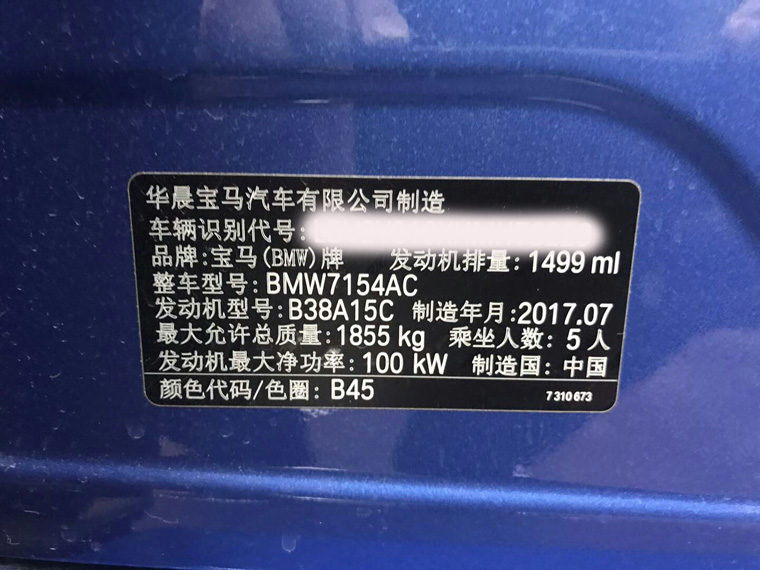 华晨宝马汽车有限公司制造
车辆识别代号:
品牌:宝马(BMW)牌 发动机排量:1499 ml
整车型号:BMW7154AC
发动机型号:B38A15C 制造年月:2017.07
最大允许总质量:1855 kg 乘坐人数:5人
发动机最大净功率:100 kW 制造国:中国
颜色代码/色圈:B45 7 310 673